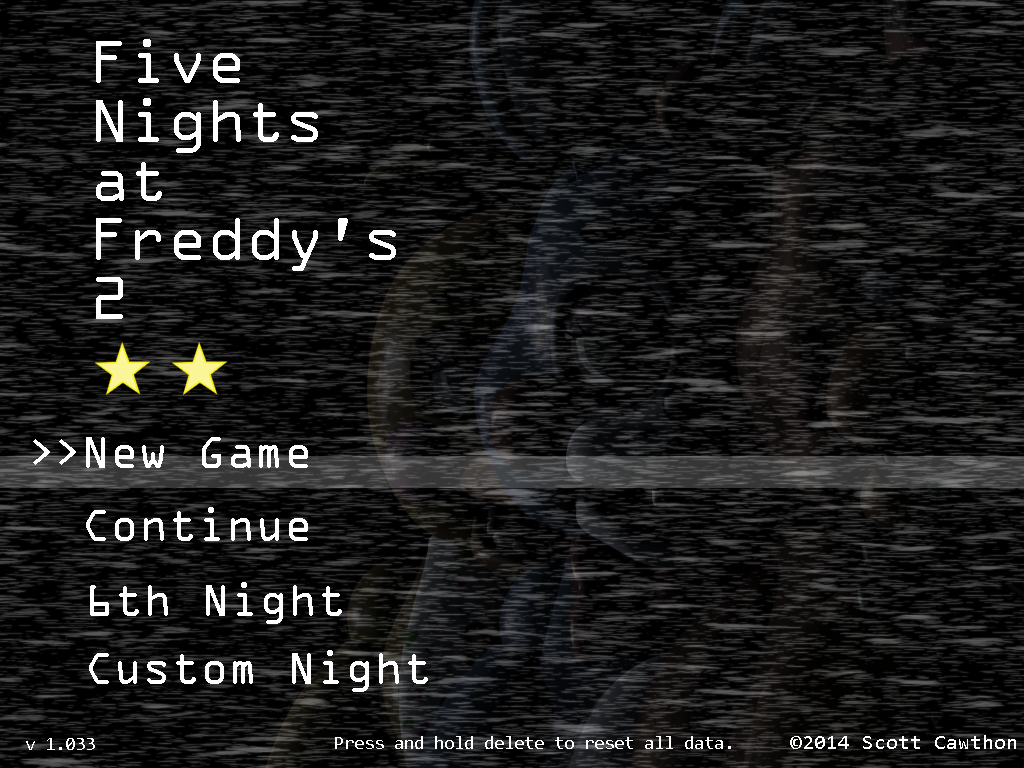 Five
Nights
at
Freddy's
2
>>New Game
Continue
6th Night
Custom Night
v 1.033
Press and hold delete to reset all data.
©2014 Scott Cawthon